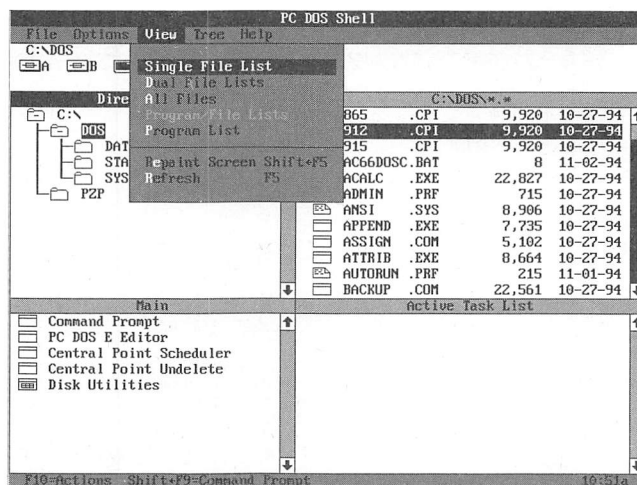 PC DOS Shell
File Options View Tree Help
C:\DOS
A B
Single File List
Dual File Lists
All Files
Program/File Lists
Program List
Repaint Screen Shift+F5
Refresh F5
Dire
C:\
DOS
DAT
STA
SYS
PZP
C:\DOS\*.*
865 .CPI 9,920 10-27-94
912 .CPI 9,920 10-27-94
915 .CPI 9,920 10-27-94
AC66DOSC.BAT 8 11-02-94
ACALC .EXE 22,827 10-27-94
ADMIN .PRF 715 10-27-94
ANSI .SYS 8,906 10-27-94
APPEND .EXE 7,735 10-27-94
ASSIGN .COM 5,102 10-27-94
ATTRIB .EXE 8,664 10-27-94
AUTORUN .PRF 215 11-01-94
BACKUP .COM 22,561 10-27-94
Main
Command Prompt
PC DOS E Editor
Central Point Scheduler
Central Point Undelete
Disk Utilities
Active Task List
F10=Actions Shift+F9=Command Prompt 10:51a